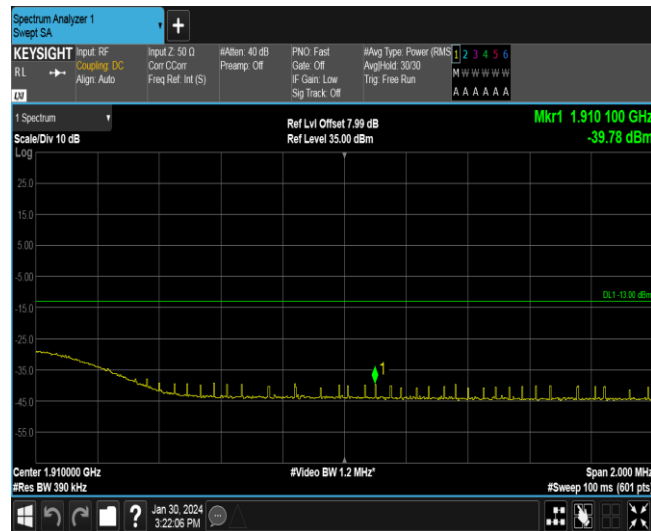 Spectrum Analyzer 1
Swept SA
+
KEYSIGHT
RL
LXI
Input: RF
Coupling: DC
Align: Auto
Input Z: 50 Ω
Corr CCorr
Freq Ref: Int (S)
#Atten: 40 dB
Preamp: Off
PNO: Fast
Gate: Off
IF Gain: Low
Sig Track: Off
#Avg Type: Power (RMS
Avg|Hold: 30/30
Trig: Free Run
1 2 3 4 5 6
M W W W W W
A A A A A A
1 Spectrum
Scale/Div 10 dB
Log
Ref Lvl Offset 7.99 dB
Ref Level 35.00 dBm
Mkr1 1.910 100 GHz
-39.78 dBm
25.0
15.0
5.00
-5.00
-15.0
-25.0
-35.0
-45.0
-55.0
DL1 -13.00 dBm
1
Center 1.910000 GHz
#Video BW 1.2 MHz*
Span 2.000 MHz
#Res BW 390 kHz
#Sweep 100 ms (601 pts)
?
Jan 30, 2024
3:22:06 PM